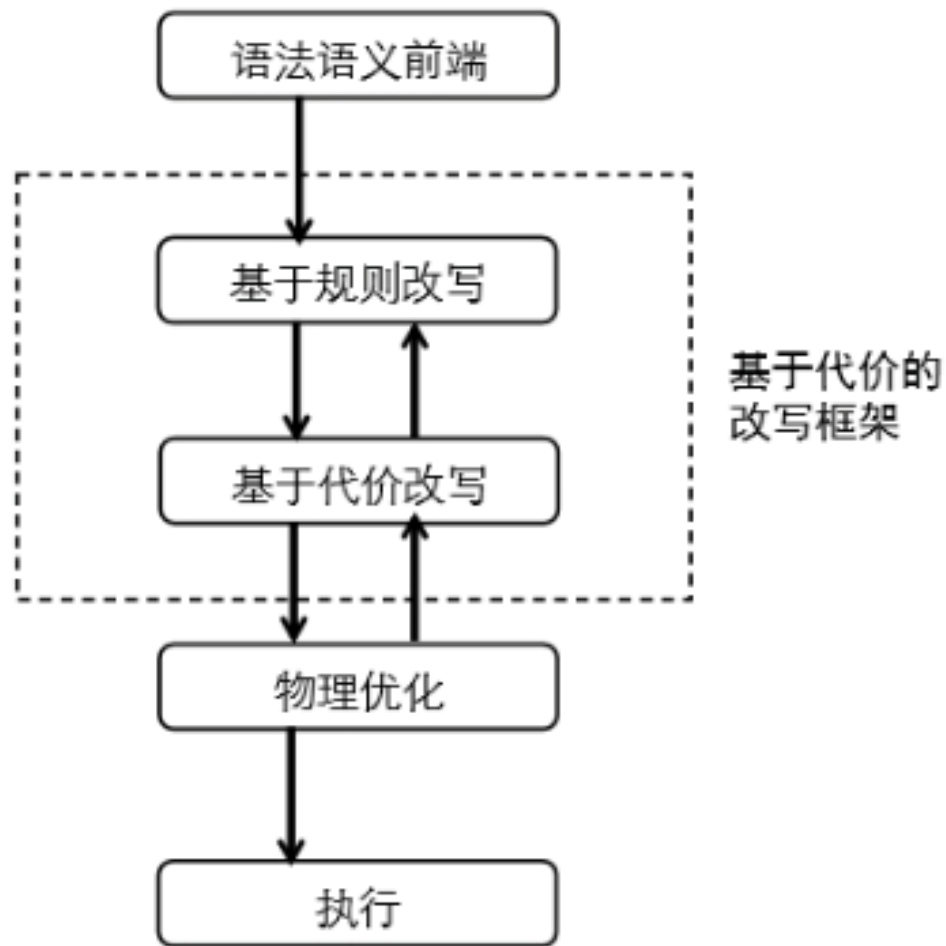 语法语义前端
基于规则改写
基于代价的
改写框架
基于代价改写
物理优化
执行